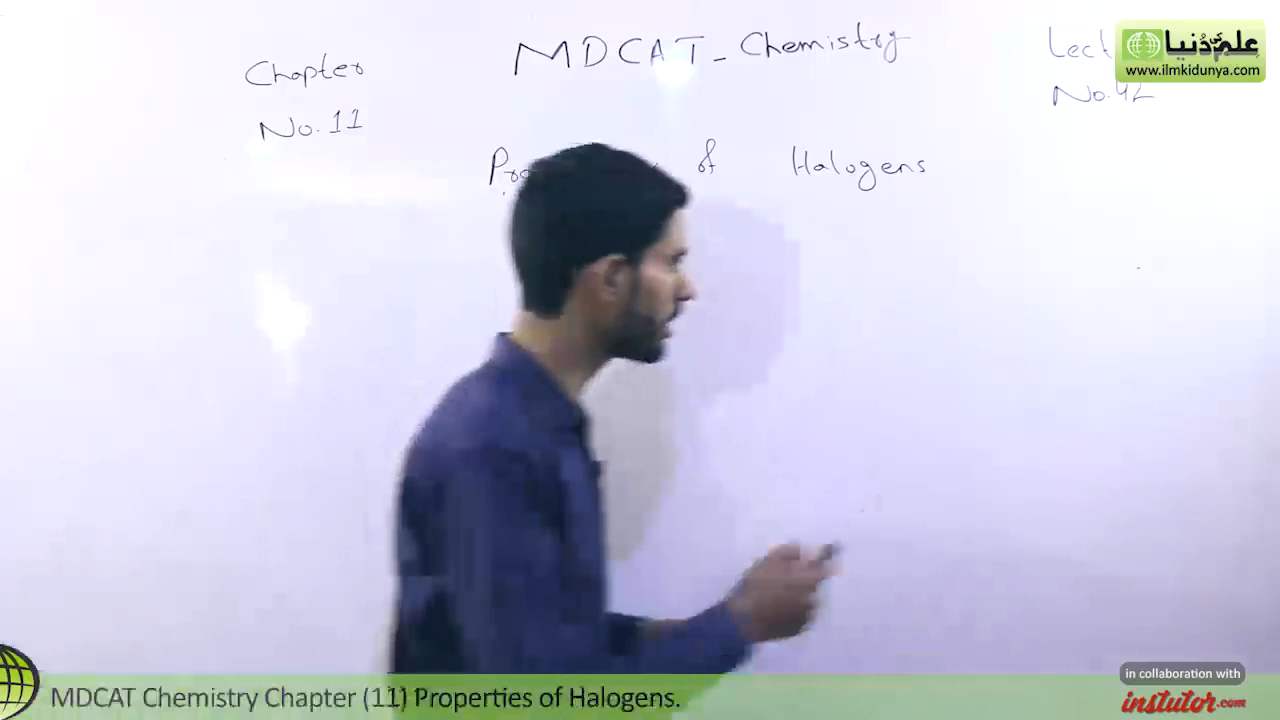 MDCAT - Chemistry
Chapter
No. 11
No. 42
of Halogens
علم کی دُنیا
www.ilmkidunya.com
MDCAT Chemistry Chapter (11) Properties of Halogens.
in collaboration with
instutor.com